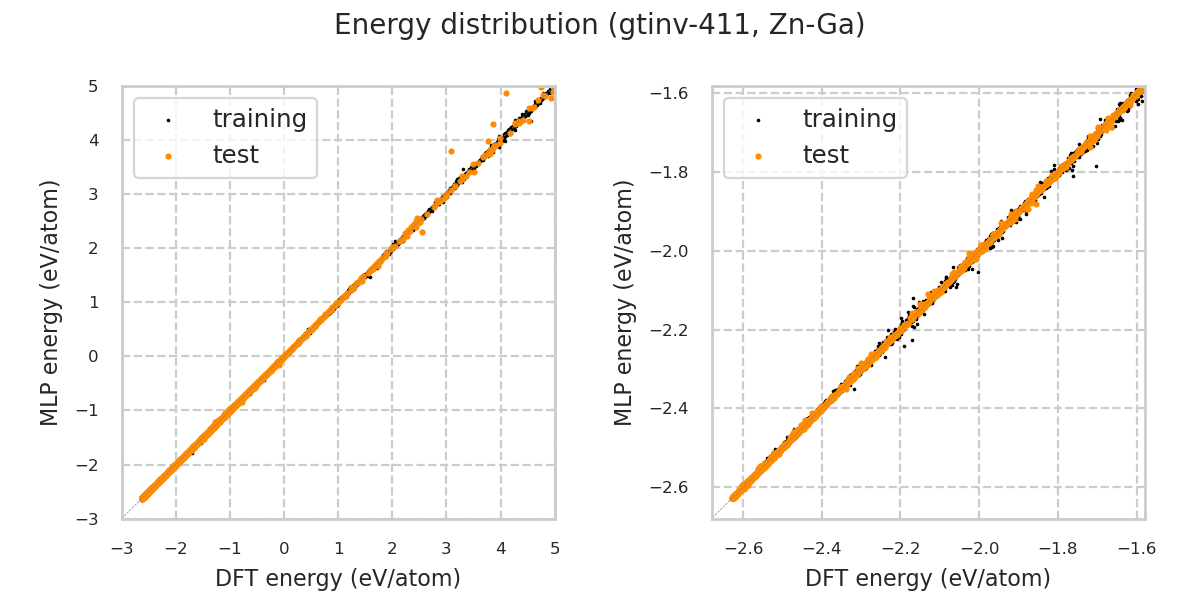 Energy distribution (gtinv-411, Zn-Ga)
training
test
MLP energy (eV/atom)
5
4
3
2
1
0
−1
−2
−3
−3 −2 −1 0 1 2 3 4 5
DFT energy (eV/atom)
training
test
MLP energy (eV/atom)
−1.6
−1.8
−2.0
−2.2
−2.4
−2.6
−2.6 −2.4 −2.2 −2.0 −1.8 −1.6
DFT energy (eV/atom)